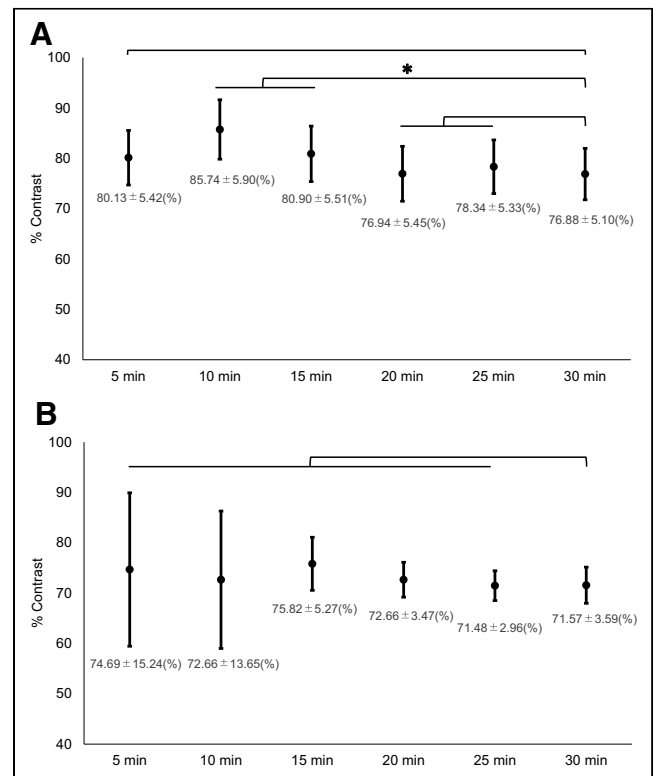 A
100
*
90
80
70
60
50
40
% Contrast
80.13 ± 5.42(%)
85.74 ± 5.90(%)
80.90 ± 5.51(%)
76.94 ± 5.45(%)
78.34 ± 5.33(%)
76.88 ± 5.10(%)
5 min 10 min 15 min 20 min 25 min 30 min
B
100
90
80
70
60
50
40
% Contrast
74.69 ± 15.24(%)
72.66 ± 13.65(%)
75.82 ± 5.27(%)
72.66 ± 3.47(%)
71.48 ± 2.96(%)
71.57 ± 3.59(%)
5 min 10 min 15 min 20 min 25 min 30 min